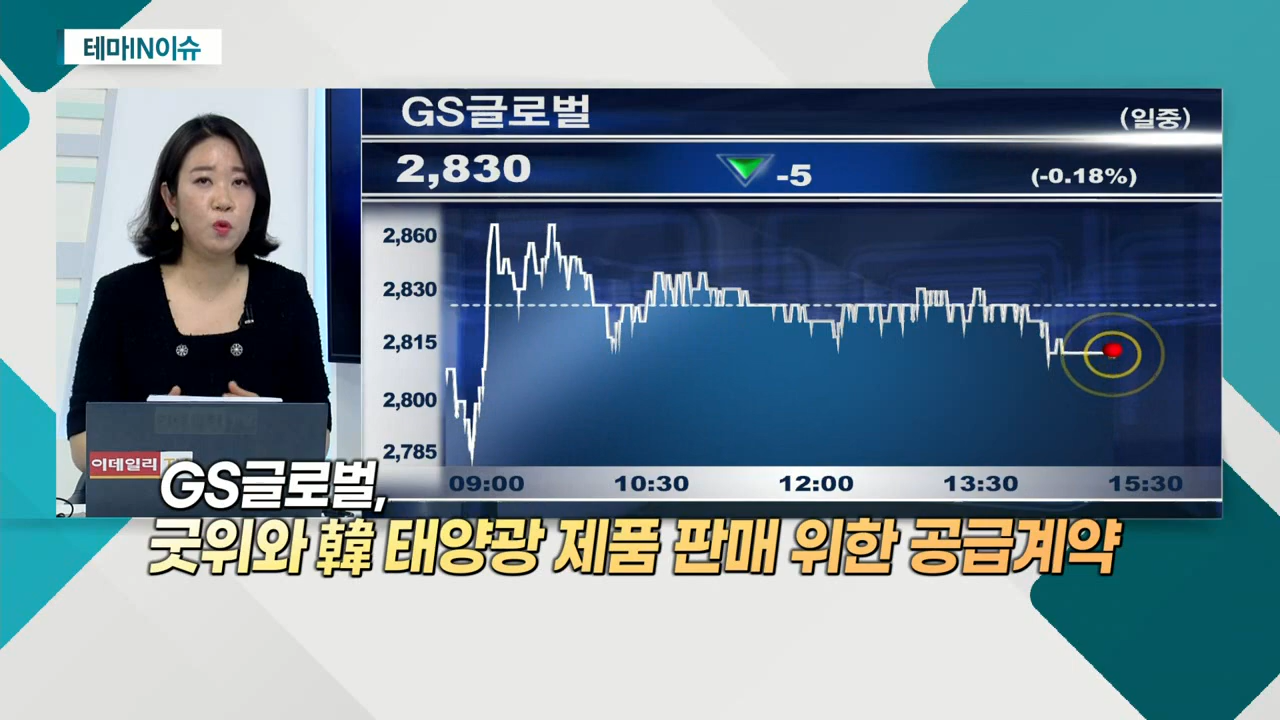 테마IN이슈
GS글로벌
(일중)
2,830
-5
(-0.18%)
2,860
2,830
2,815
2,800
2,785
09:00
10:30
12:00
13:30
15:30
이데일리
GS글로벌,
굿위와 韓 태양광 제품 판매 위한 공급계약